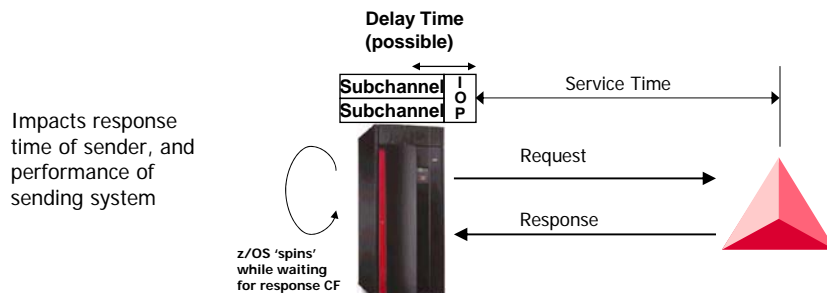 Delay Time
(possible)
Subchannel
Subchannel
I
O
P
Service Time
Impacts response
time of sender, and
performance of
sending system
Request
Response
z/OS 'spins'
while waiting
for response CF